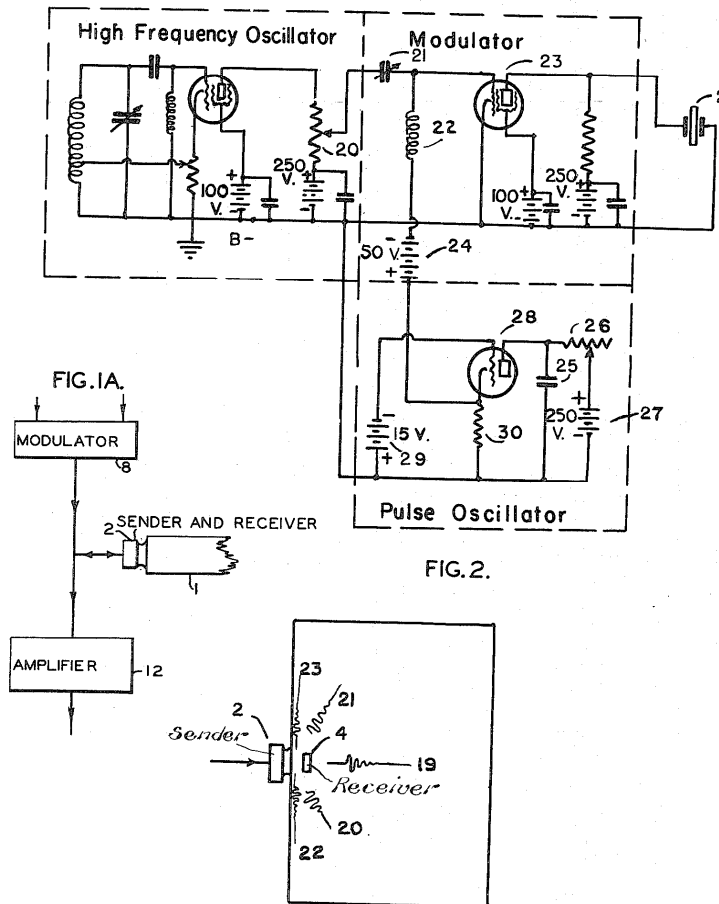 High Frequency Oscillator
Modulator
21
23
2
20
22
+
100 V.
-
+
250 V.
-
+
100 V.
-
+
250 V.
-
B-
-
50 V.
+
24
28
26
25
-
15 V.
+
29
30
+
250 V.
-
27
Pulse Oscillator
FIG. 2.
FIG. 1A.
MODULATOR
8
SENDER AND RECEIVER
2
1
AMPLIFIER
12
23
21
2
4
Sender
19
Receiver
20
22